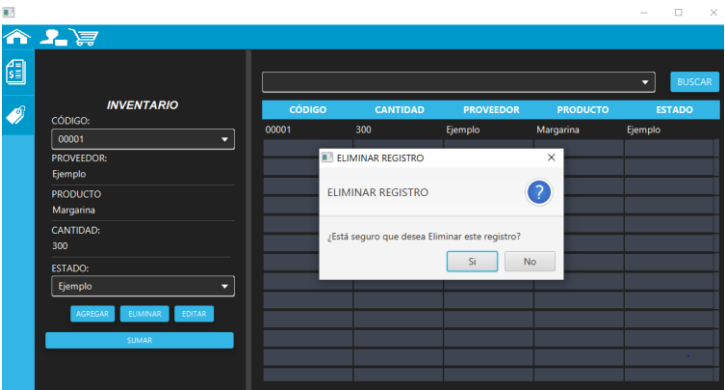 BUSCAR
INVENTARIO
CÓDIGO:
00001
PROVEEDOR:
Ejemplo
PRODUCTO
Margarina
CANTIDAD:
300
ESTADO:
Ejemplo
AGREGAR ELIMINAR EDITAR
SUMAR
CÓDIGO CANTIDAD PROVEEDOR PRODUCTO ESTADO
00001 300 Ejemplo Margarina Ejemplo
ELIMINAR REGISTRO
ELIMINAR REGISTRO
¿Está seguro que desea Eliminar este registro?
Si No